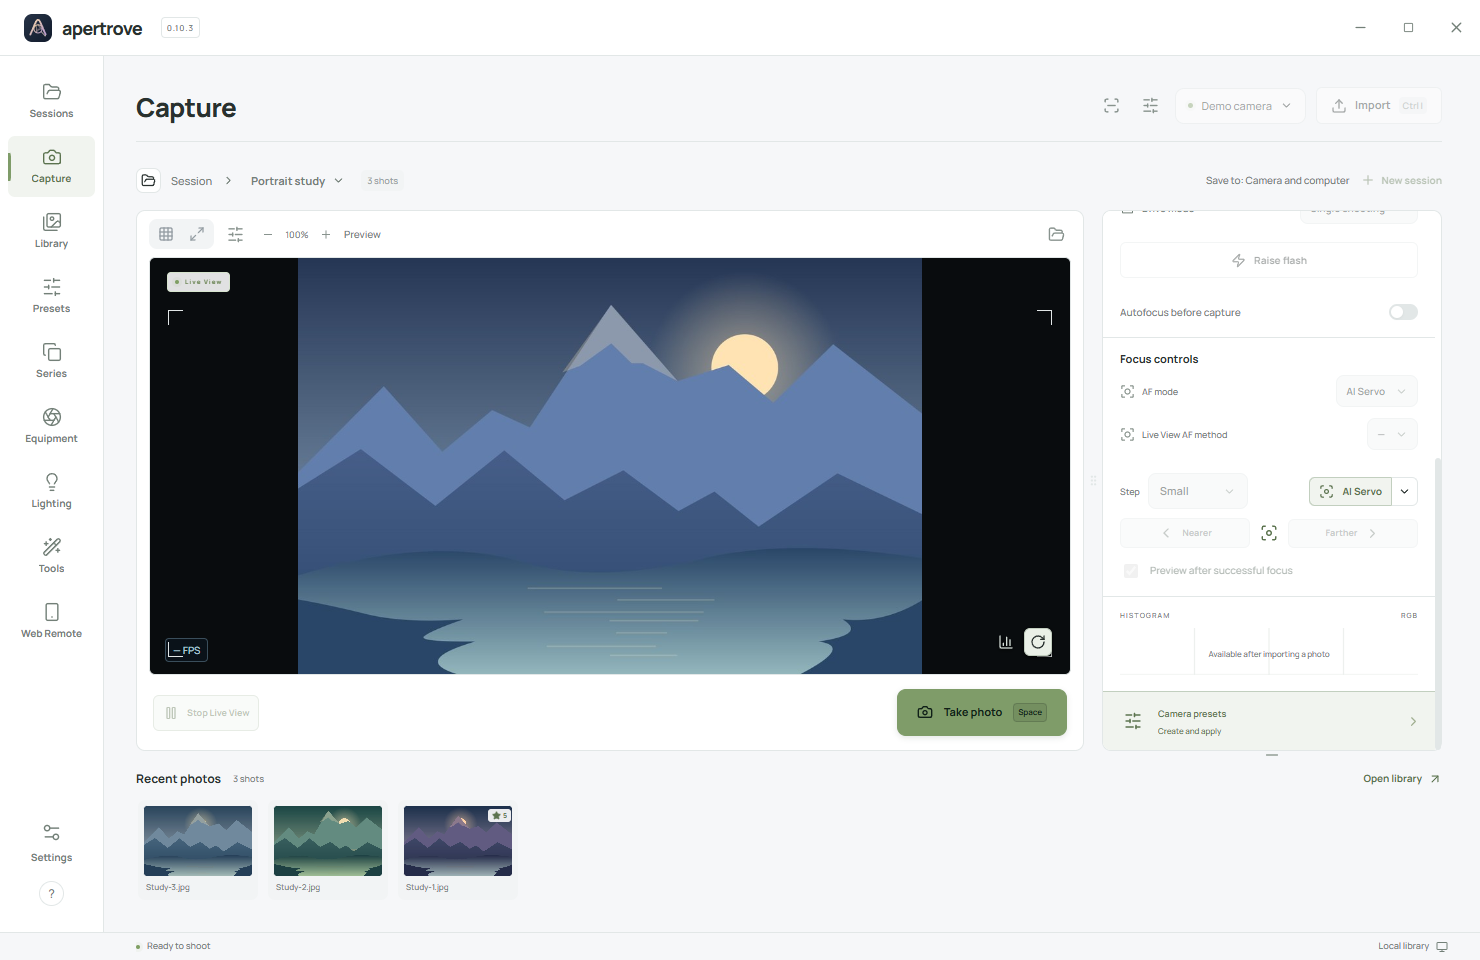 apertrove 0.10.3
Sessions
Capture
Library
Presets
Series
Equipment
Lighting
Tools
Web Remote
Settings
?
Capture
Demo camera
Import Ctrl I
Session
Portrait study
3 shots
Save to: Camera and computer
New session
100%
Preview
Live View
— FPS
Stop Live View
Take photo Space
Raise flash
Autofocus before capture
Focus controls
AF mode
AI Servo
Live View AF method
—
Step
Small
AI Servo
Nearer
Farther
Preview after successful focus
HISTOGRAM
RGB
Available after importing a photo
Camera presets
Create and apply
Recent photos
3 shots
Open library
5
Study-3.jpg
Study-2.jpg
Study-1.jpg
Ready to shoot
Local library